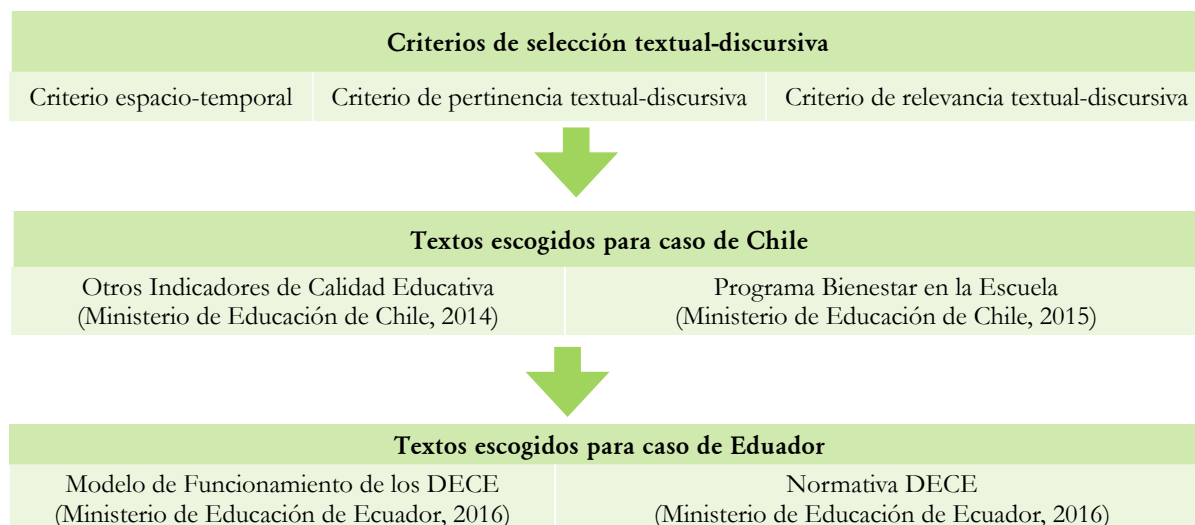 Criterios de selección textual-discursiva
Criterio espacio-temporal
Criterio de pertinencia textual-discursiva
Criterio de relevancia textual-discursiva
Textos escogidos para caso de Chile
Otros Indicadores de Calidad Educativa
(Ministerio de Educación de Chile, 2014)
Programa Bienestar en la Escuela
(Ministerio de Educación de Chile, 2015)
Textos escogidos para caso de Eduador
Modelo de Funcionamiento de los DECE
(Ministerio de Educación de Ecuador, 2016)
Normativa DECE
(Ministerio de Educación de Ecuador, 2016)